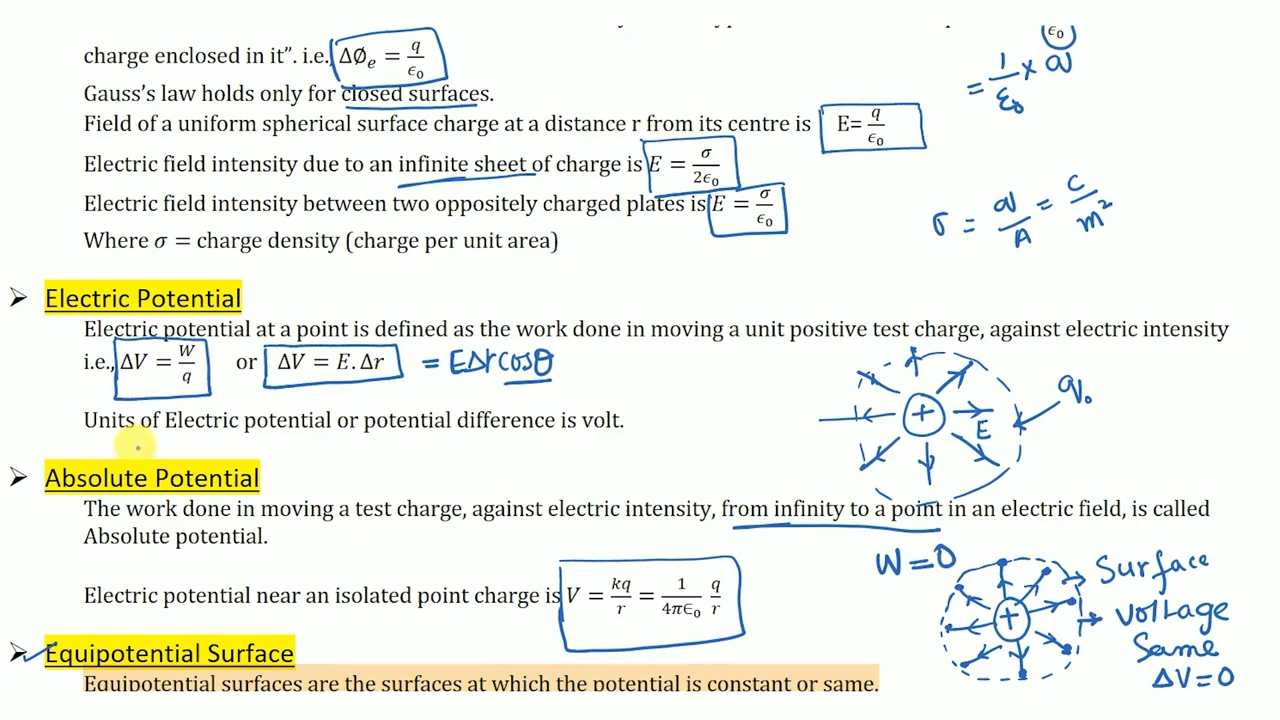 charge enclosed in it”. i.e., ΔØₑ = q/ϵ₀
ϵ₀
= 1/ε₀ × q
Gauss’s law holds only for closed surfaces.
Field of a uniform spherical surface charge at a distance r from its centre is E= q/ϵ₀
Electric field intensity due to an infinite sheet of charge is E = σ/2ϵ₀
Electric field intensity between two oppositely charged plates is E = σ/ϵ₀
σ = q/A = C/m²
Where σ = charge density (charge per unit area)
➢ Electric Potential
Electric potential at a point is defined as the work done in moving a unit positive test charge, against electric intensity
i.e., ΔV = W/q or ΔV = E.Δr = EΔr cosθ
q₀
+
E
Units of Electric potential or potential difference is volt.
➢ Absolute Potential
The work done in moving a test charge, against electric intensity, from infinity to a point in an electric field, is called
Absolute potential.
W=0
Surface
Electric potential near an isolated point charge is V = kq/r = 1/4πϵ₀ q/r
+
Voltage
Same
ΔV=0
➢ Equipotential Surface
Equipotential surfaces are the surfaces at which the potential is constant or same.